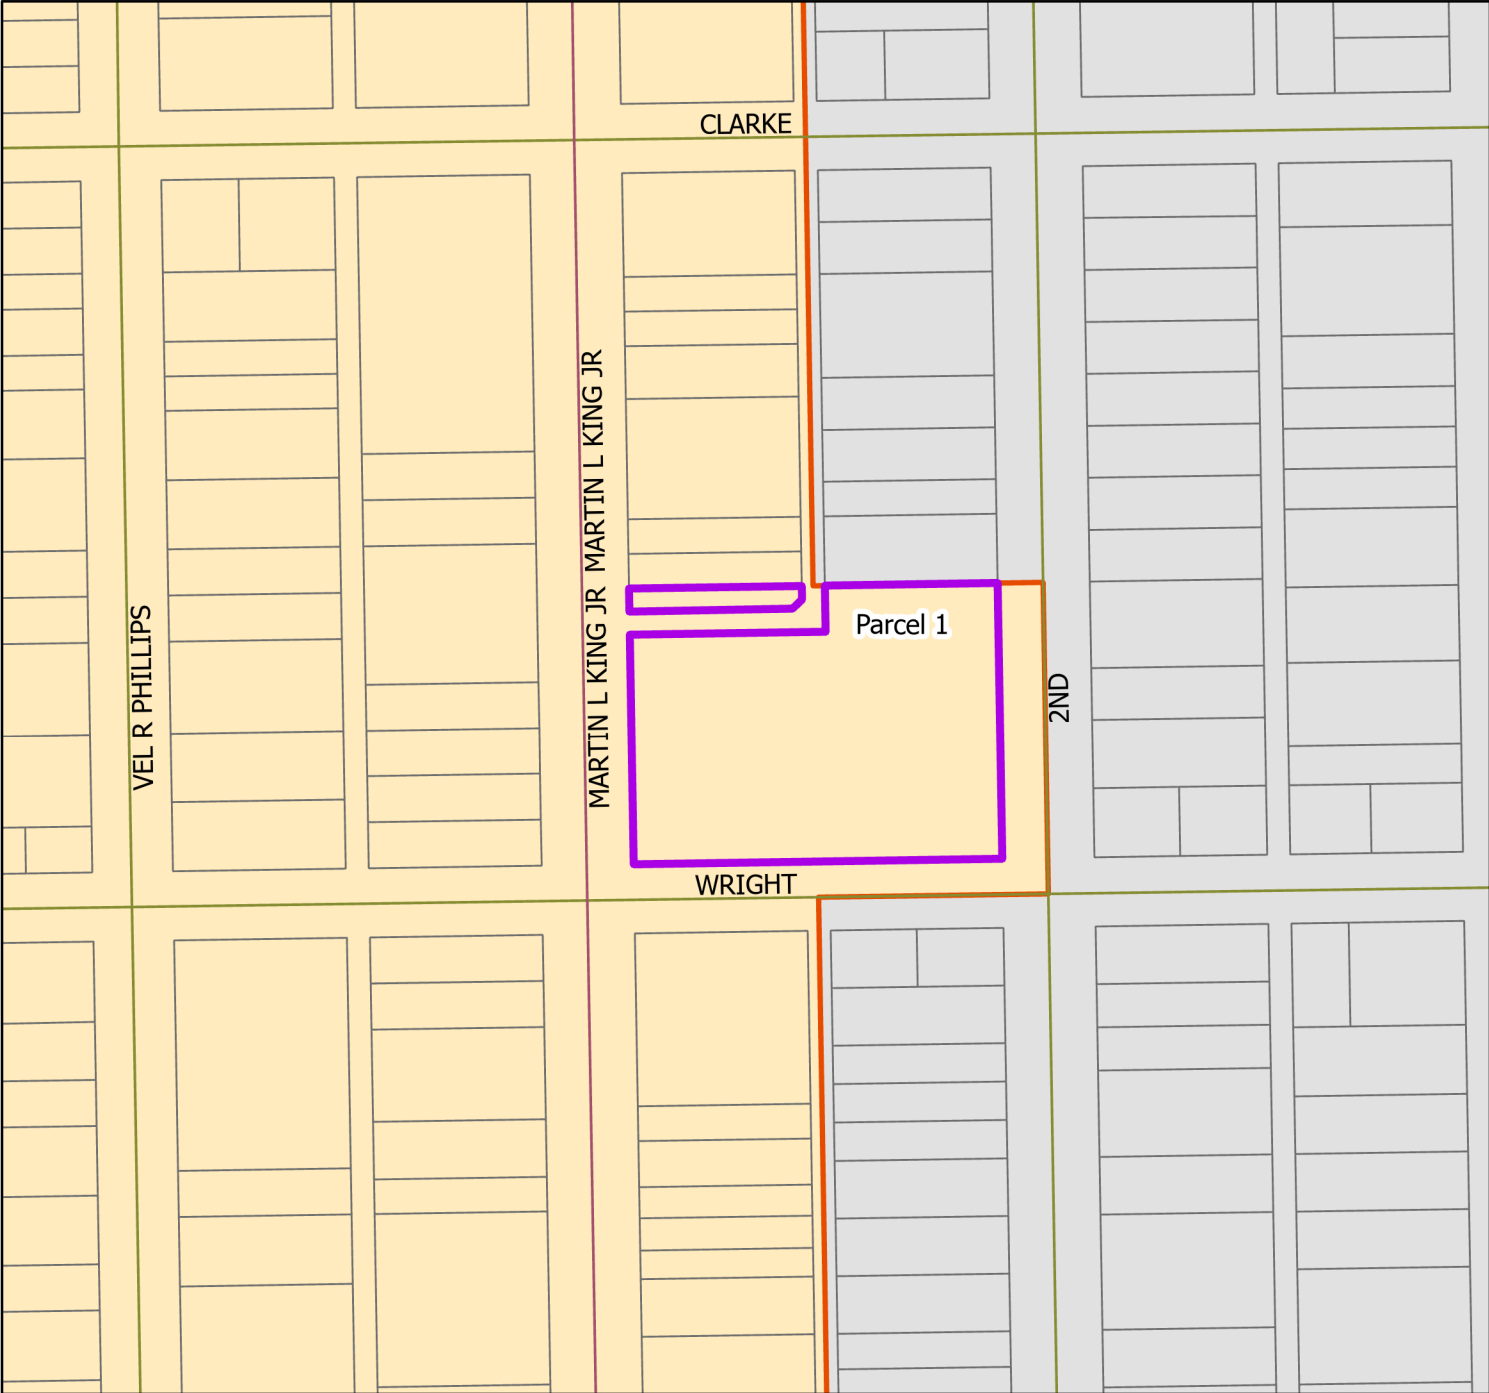 CLARKE
MARTIN L KING JR
MARTIN L KING JR
VEL R PHILLIPS
Parcel 1
2ND
WRIGHT